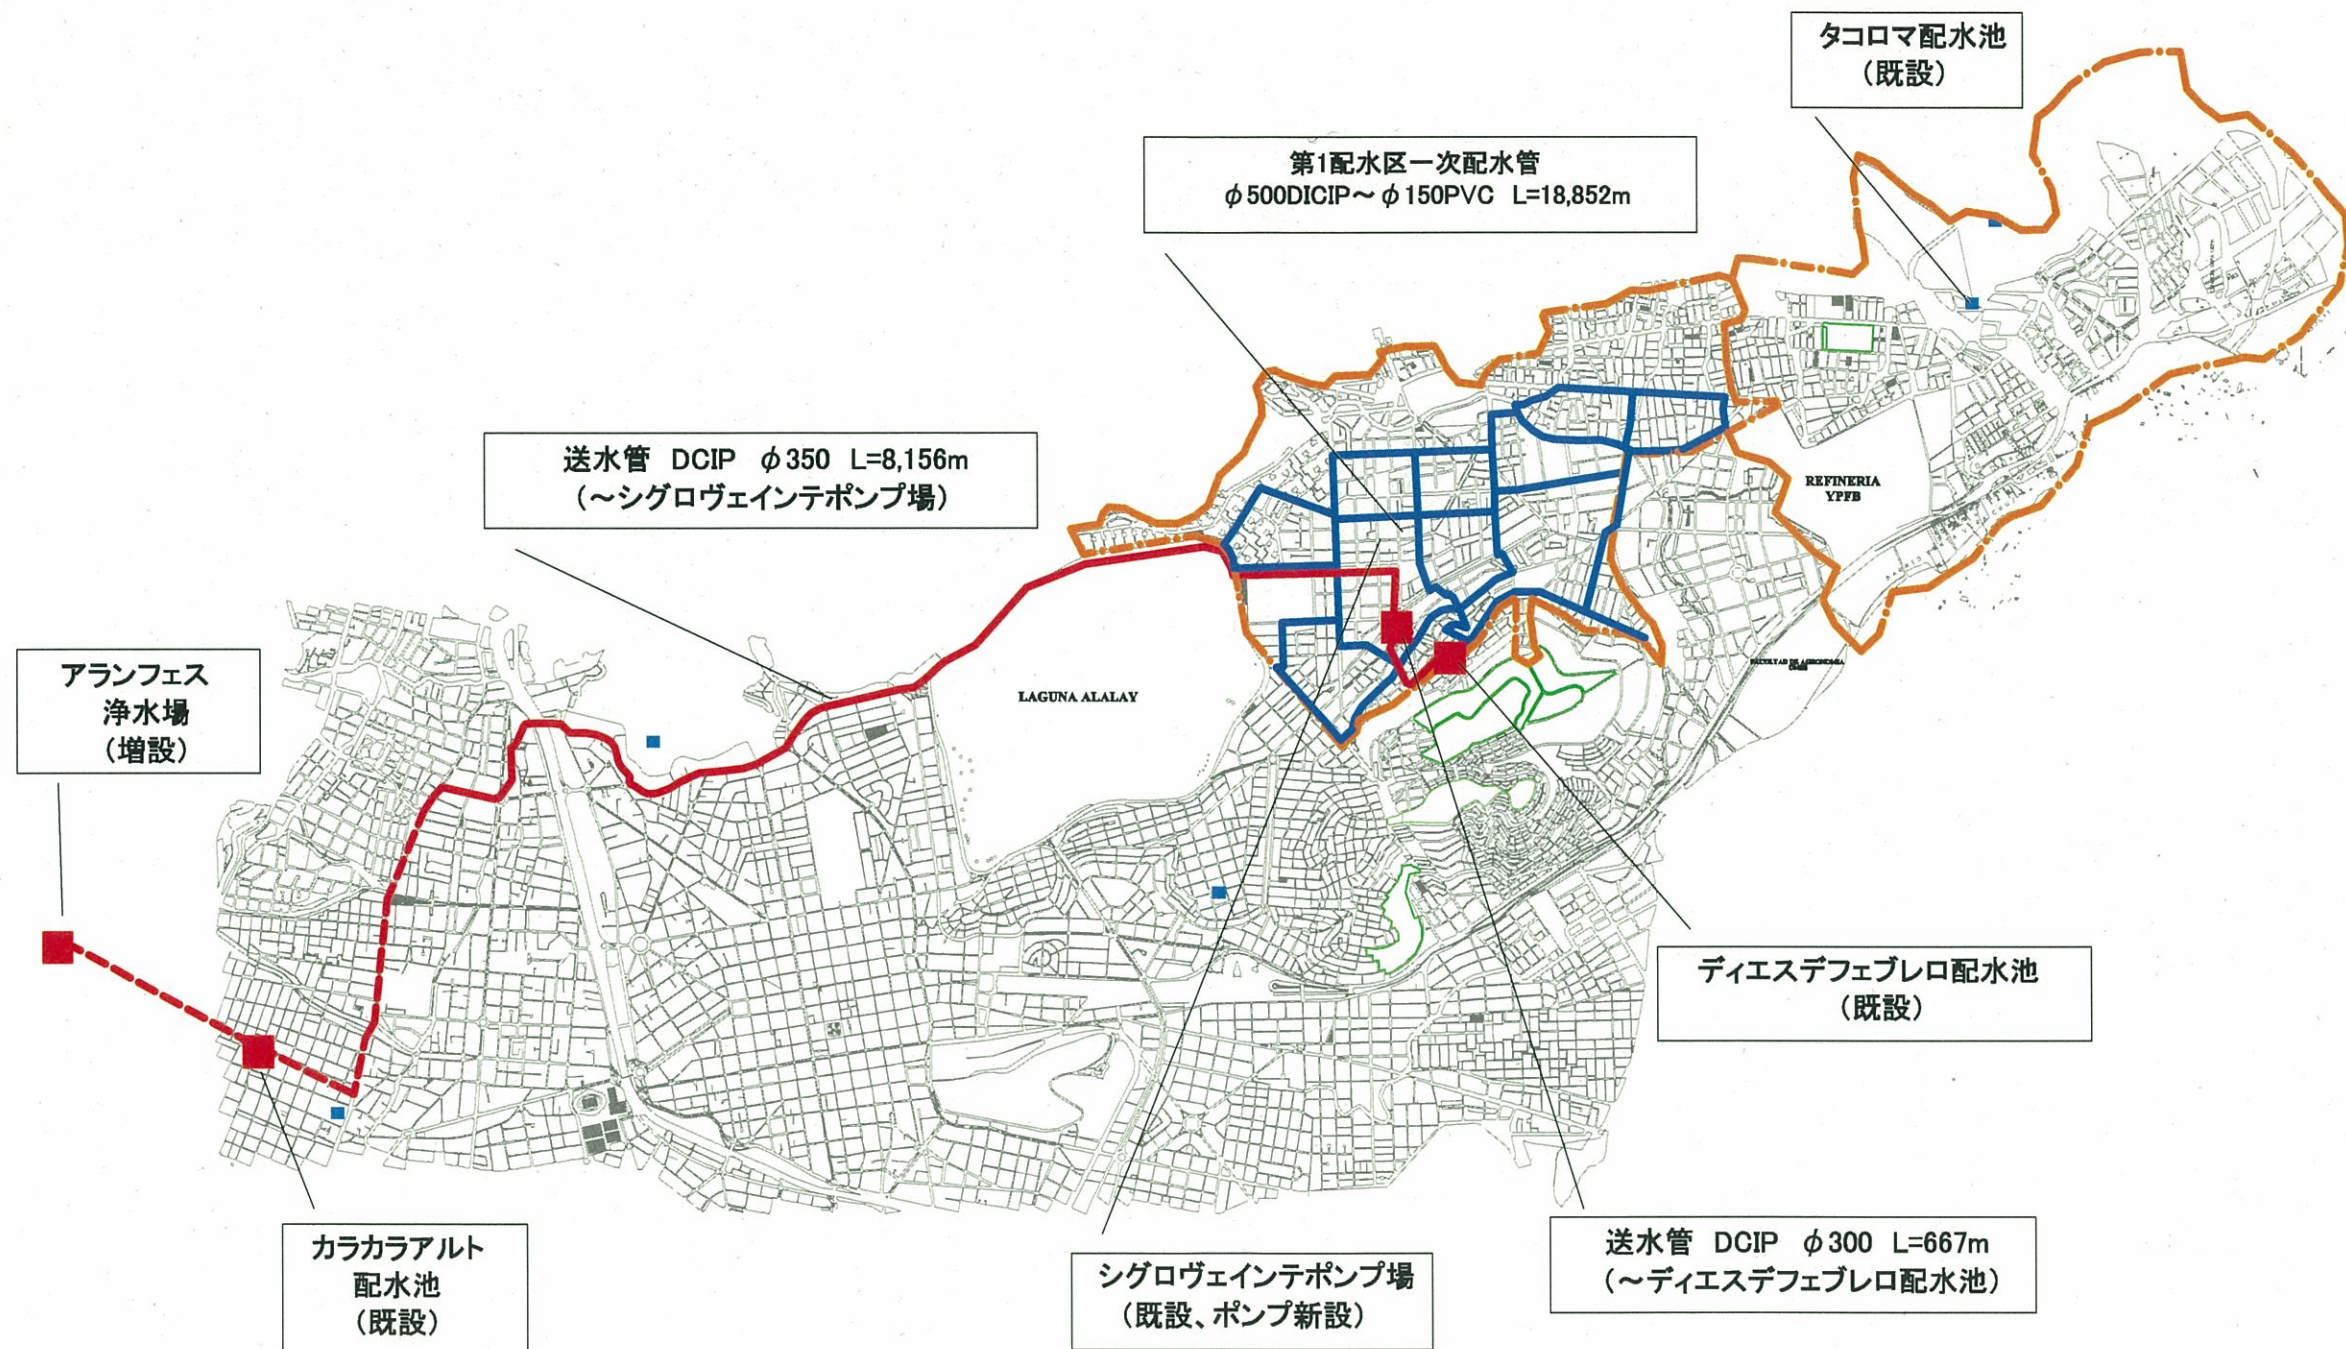 タコロマ配水池
（既設）
第1配水区一次配水管
φ500DICIP～φ150PVC L=18,852m
送水管 DCIP φ350 L=8,156m
（～シグロヴェインテポンプ場）
REFINERIA
YPFB
アランフェス
浄水場
（増設）
LAGUNA ALALAY
FACULTAD DE AGRONOMIA
ディエスデフェブレロ配水池
（既設）
カラカラアルト
配水池
（既設）
シグロヴェインテポンプ場
（既設、ポンプ新設）
送水管 DCIP φ300 L=667m
（～ディエスデフェブレロ配水池）